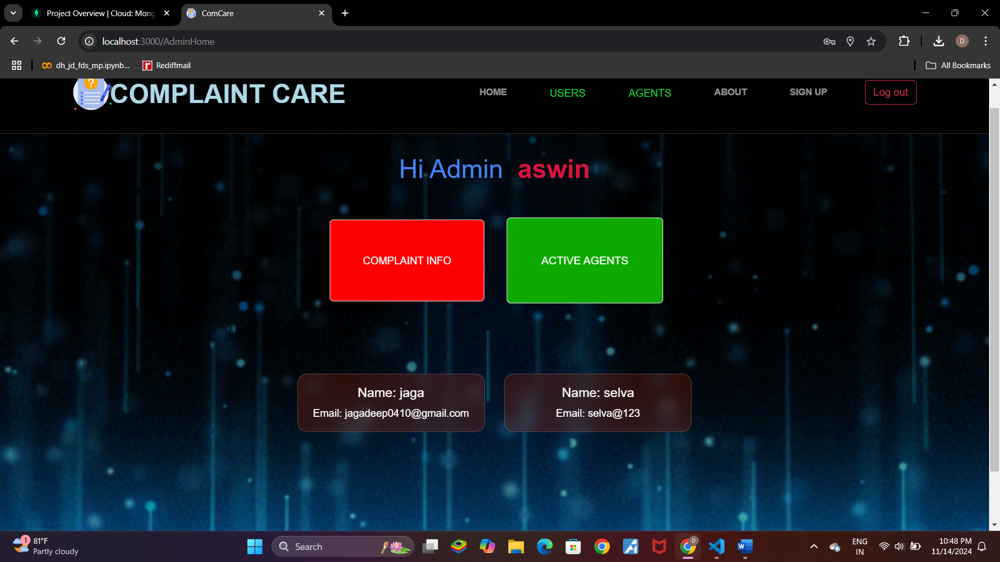 Project Overview | Cloud: Mong
ComCare
localhost:3000/AdminHome
D
dh_jd_fds_mp.ipynb...
Rediffmail
All Bookmarks
?
COMPLAINT CARE
HOME
USERS
AGENTS
ABOUT
SIGN UP
Log out
Hi Admin aswin
COMPLAINT INFO
ACTIVE AGENTS
Name: jaga
Email: jagadeep0410@gmail.com
Name: selva
Email: selva@123
1
81°F
Partly cloudy
Search
D
W
ENG
IN
10:48 PM
11/14/2024